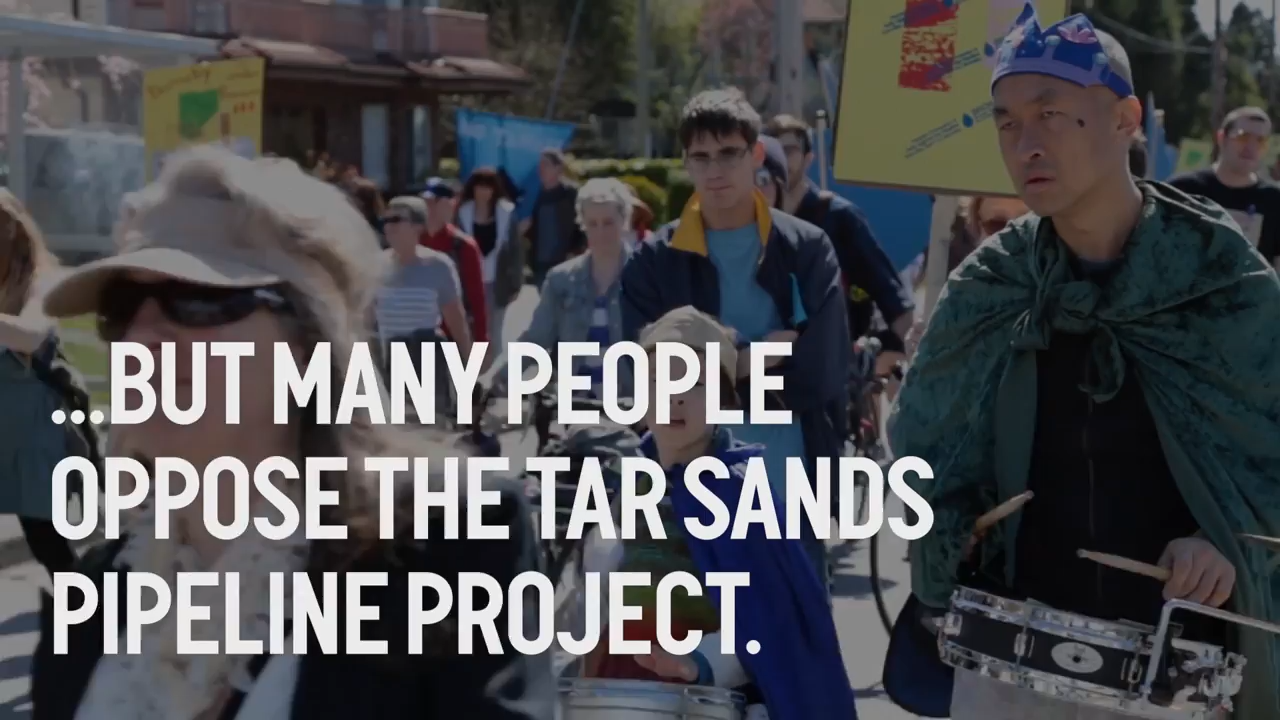 ...BUT MANY PEOPLE
OPPOSE THE TAR SANDS
PIPELINE PROJECT.